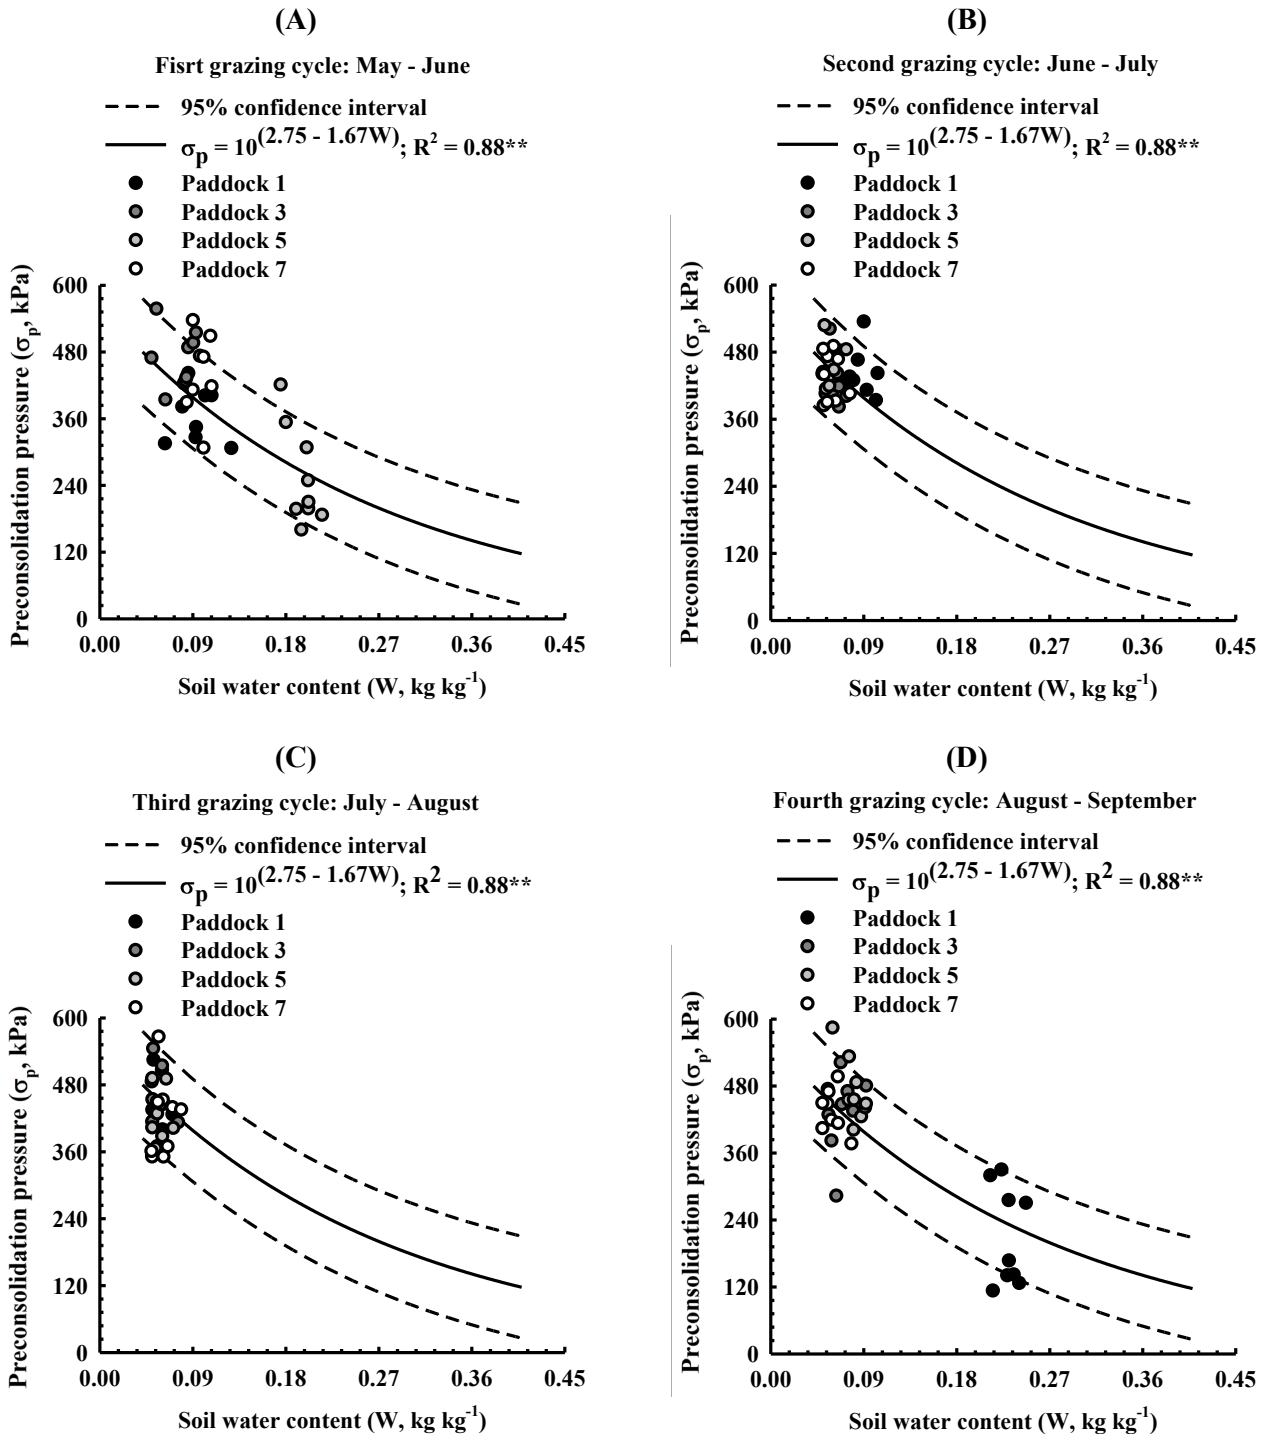 (A)
Fisrt grazing cycle: May - June
95% confidence interval
σp = 10^(2.75 - 1.67W); R^2 = 0.88**
Paddock 1
Paddock 3
Paddock 5
Paddock 7
Preconsolidation pressure (σp, kPa)
600
480
360
240
120
0
0.00 0.09 0.18 0.27 0.36 0.45
Soil water content (W, kg kg^-1)
(B)
Second grazing cycle: June - July
95% confidence interval
σp = 10^(2.75 - 1.67W); R^2 = 0.88**
Paddock 1
Paddock 3
Paddock 5
Paddock 7
Preconsolidation pressure (σp, kPa)
600
480
360
240
120
0
0.00 0.09 0.18 0.27 0.36 0.45
Soil water content (W, kg kg^-1)
(C)
Third grazing cycle: July - August
95% confidence interval
σp = 10^(2.75 - 1.67W); R^2 = 0.88**
Paddock 1
Paddock 3
Paddock 5
Paddock 7
Preconsolidation pressure (σp, kPa)
600
480
360
240
120
0
0.00 0.09 0.18 0.27 0.36 0.45
Soil water content (W, kg kg^-1)
(D)
Fourth grazing cycle: August - September
95% confidence interval
σp = 10^(2.75 - 1.67W); R^2 = 0.88**
Paddock 1
Paddock 3
Paddock 5
Paddock 7
Preconsolidation pressure (σp, kPa)
600
480
360
240
120
0
0.00 0.09 0.18 0.27 0.36 0.45
Soil water content (W, kg kg^-1)